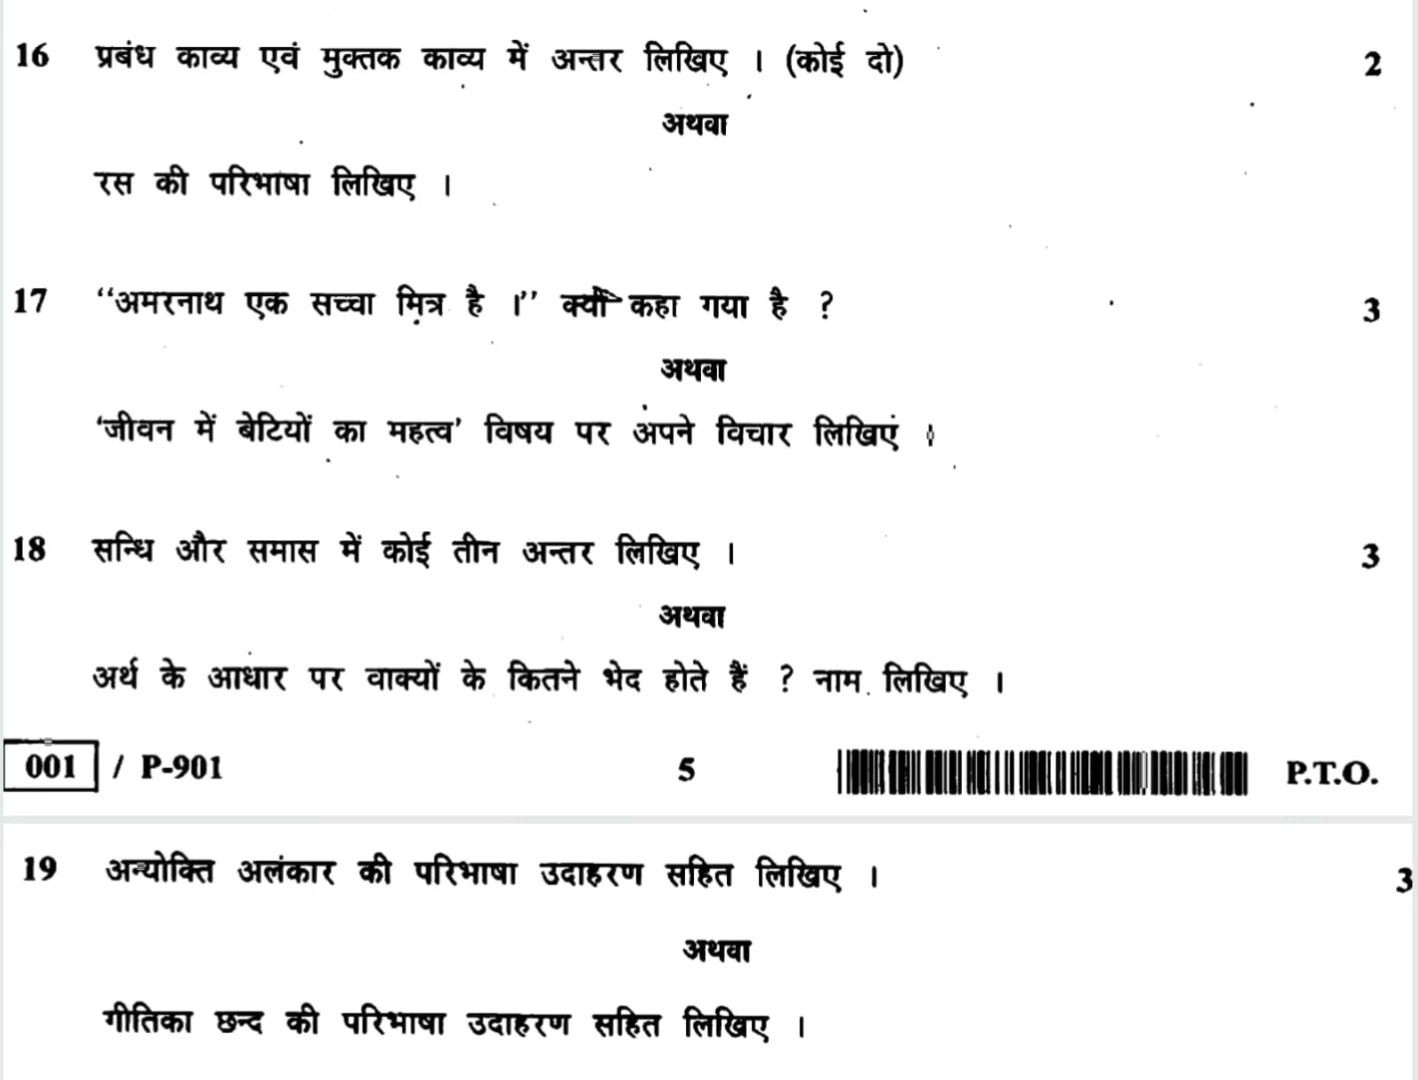 16 प्रबंध काव्य एवं मुक्तक काव्य में अन्तर लिखिए । (कोई दो) 2
अथवा
रस की परिभाषा लिखिए ।
17 ‘‘अमरनाथ एक सच्चा मित्र है ।’’ क्यों कहा गया है ? 3
अथवा
‘जीवन में बेटियों का महत्व’ विषय पर अपने विचार लिखिए ।
18 सन्धि और समास में कोई तीन अन्तर लिखिए । 3
अथवा
अर्थ के आधार पर वाक्यों के कितने भेद होते हैं ? नाम लिखिए ।
001 / P-901 5 P.T.O.
19 अन्योक्ति अलंकार की परिभाषा उदाहरण सहित लिखिए । 3
अथवा
गीतिका छन्द की परिभाषा उदाहरण सहित लिखिए ।